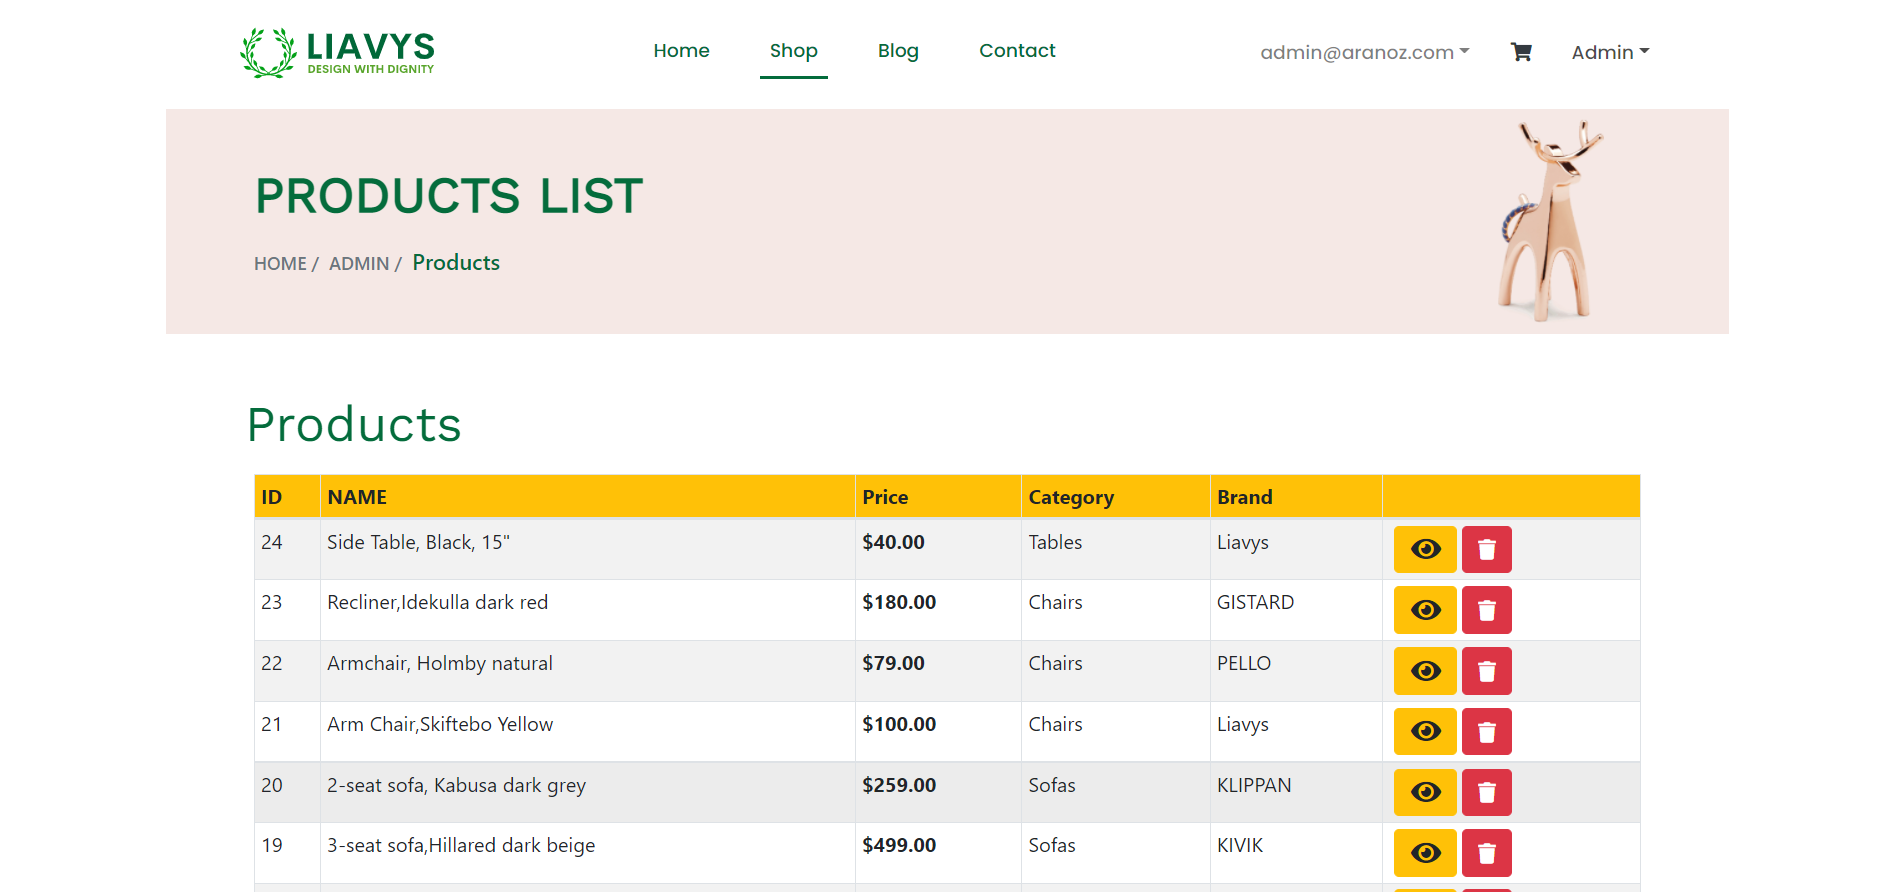 LIAVYS
DESIGN WITH DIGNITY
Home Shop Blog Contact admin@aranoz.com Admin
PRODUCTS LIST
HOME / ADMIN / Products
Products
ID NAME Price Category Brand
24 Side Table, Black, 15" $40.00 Tables Liavys
23 Recliner,Idekulla dark red $180.00 Chairs GISTARD
22 Armchair, Holmby natural $79.00 Chairs PELLO
21 Arm Chair,Skiftebo Yellow $100.00 Chairs Liavys
20 2-seat sofa, Kabusa dark grey $259.00 Sofas KLIPPAN
19 3-seat sofa,Hillared dark beige $499.00 Sofas KIVIK